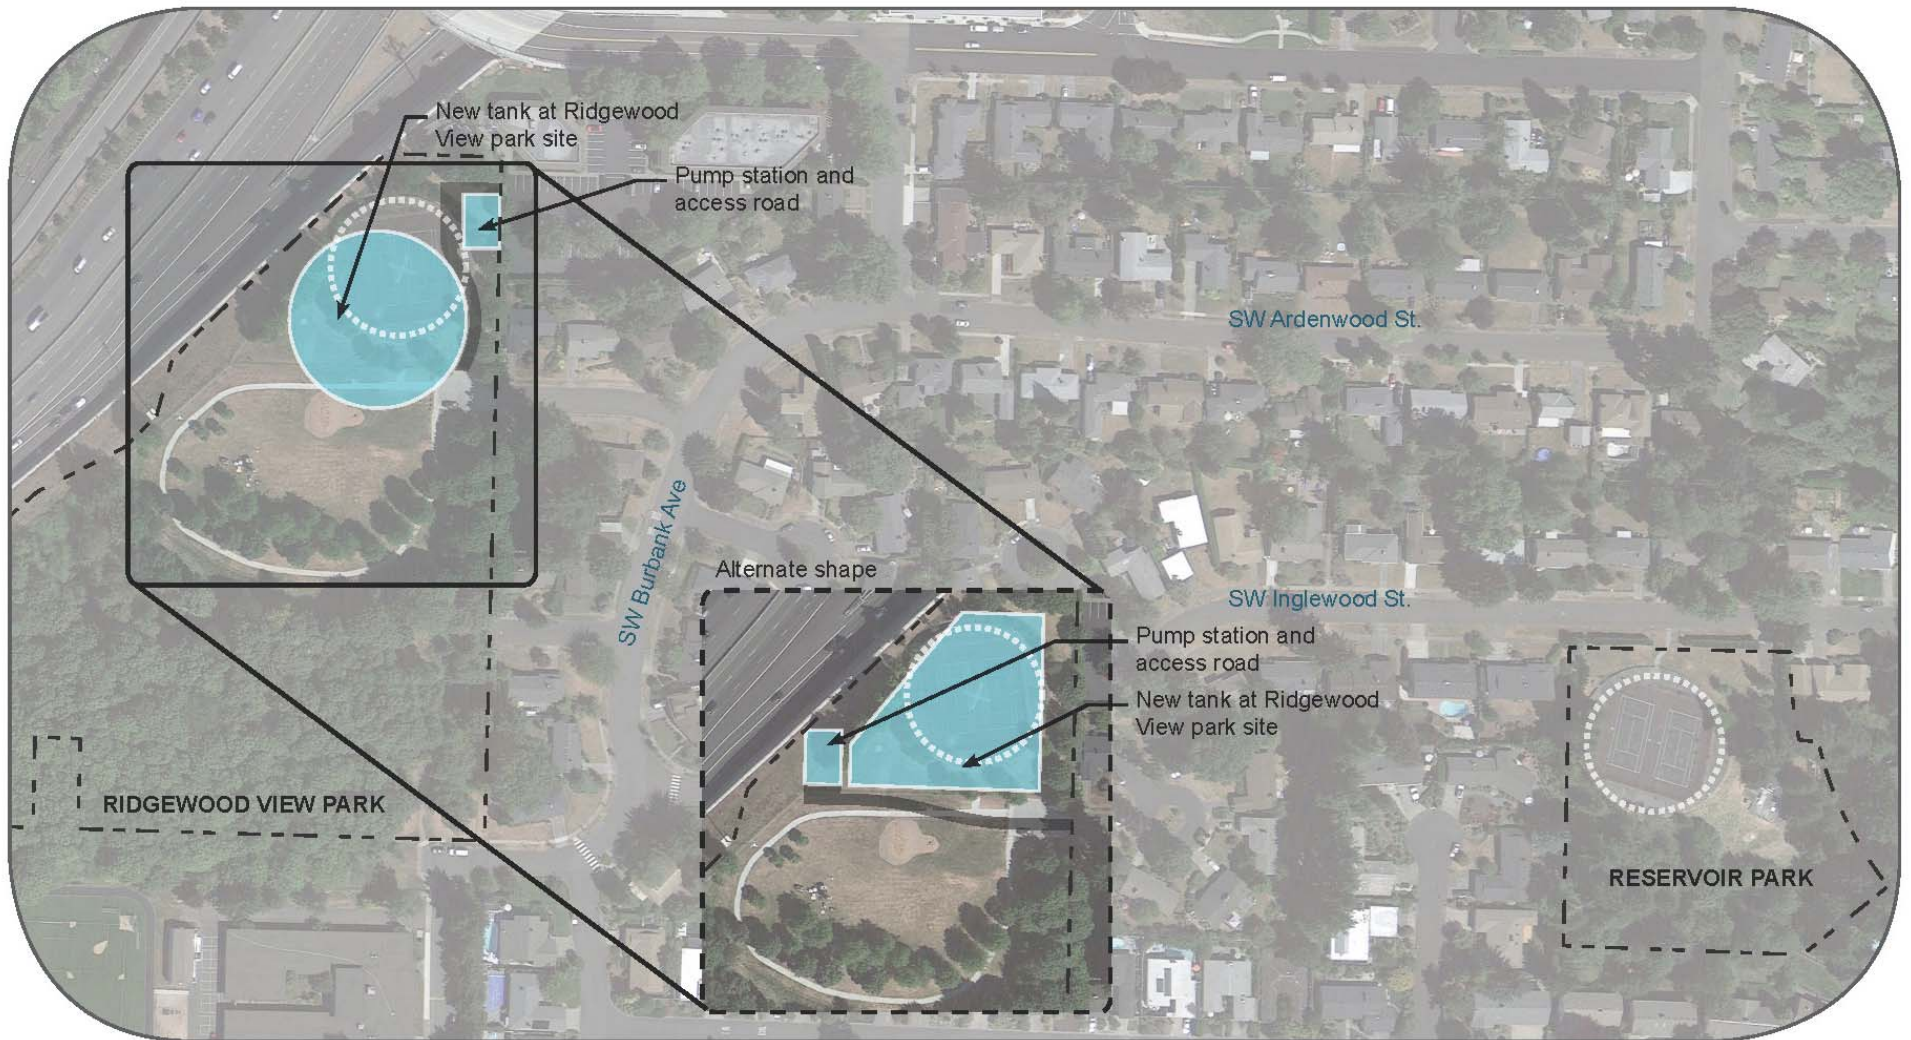 New tank at Ridgewood
View park site
Pump station and
access road
SW Ardenwood St.
SW Burbank Ave
Alternate shape
SW Inglewood St.
Pump station and
access road
New tank at Ridgewood
View park site
RIDGEWOOD VIEW PARK
RESERVOIR PARK